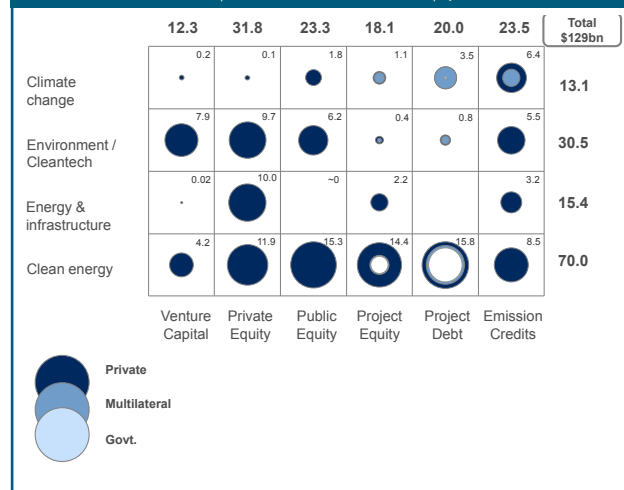 12.3 31.8 23.3 18.1 20.0 23.5 Total
$129bn
0.2 0.1 1.8 1.1 3.5 6.4
Climate
change
13.1
7.9 9.7 6.2 0.4 0.8 5.5
Environment /
Cleantech
30.5
0.02 10.0 ~0 2.2 3.2
Energy &
infrastructure
15.4
4.2 11.9 15.3 14.4 15.8 8.5
Clean energy
70.0
Venture Private Public Project Project Emission
Capital Equity Equity Equity Debt Credits
Private
Multilateral
Govt.